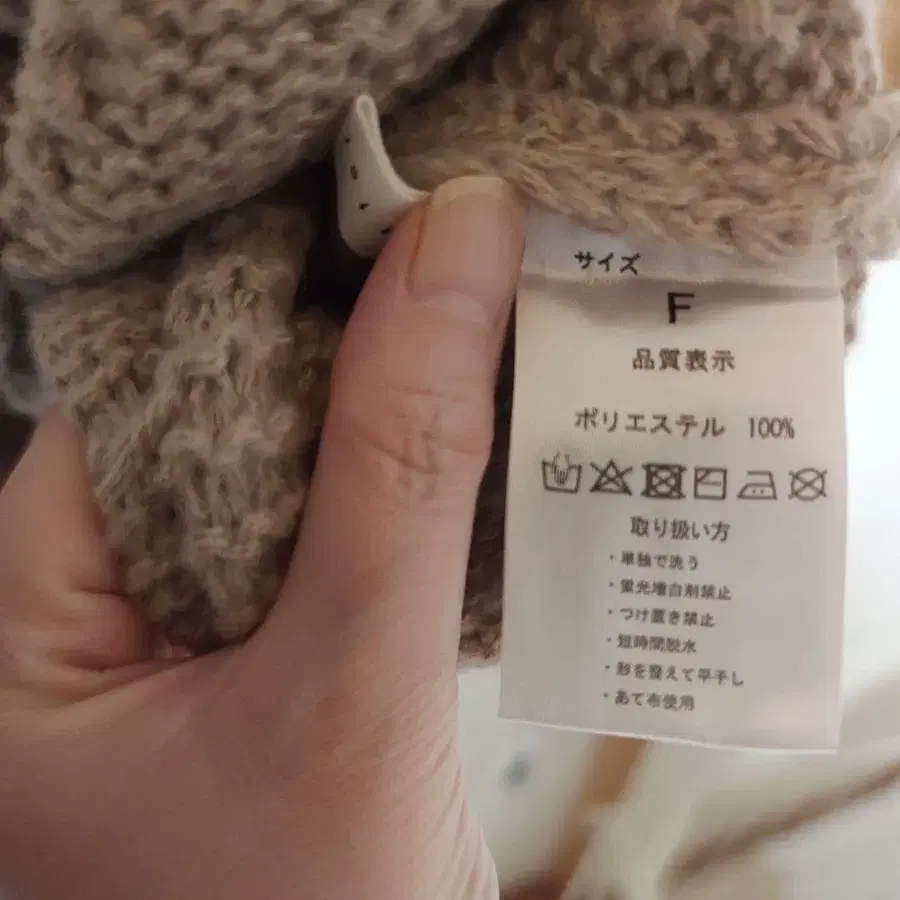 サイズ
F
品質表示
ポリエステル 100%
取り扱い方
・単独で洗う
・蛍光増白剤禁止
・つけ置き禁止
・短時間脱水
・形を整えて平干し
・あて布使用